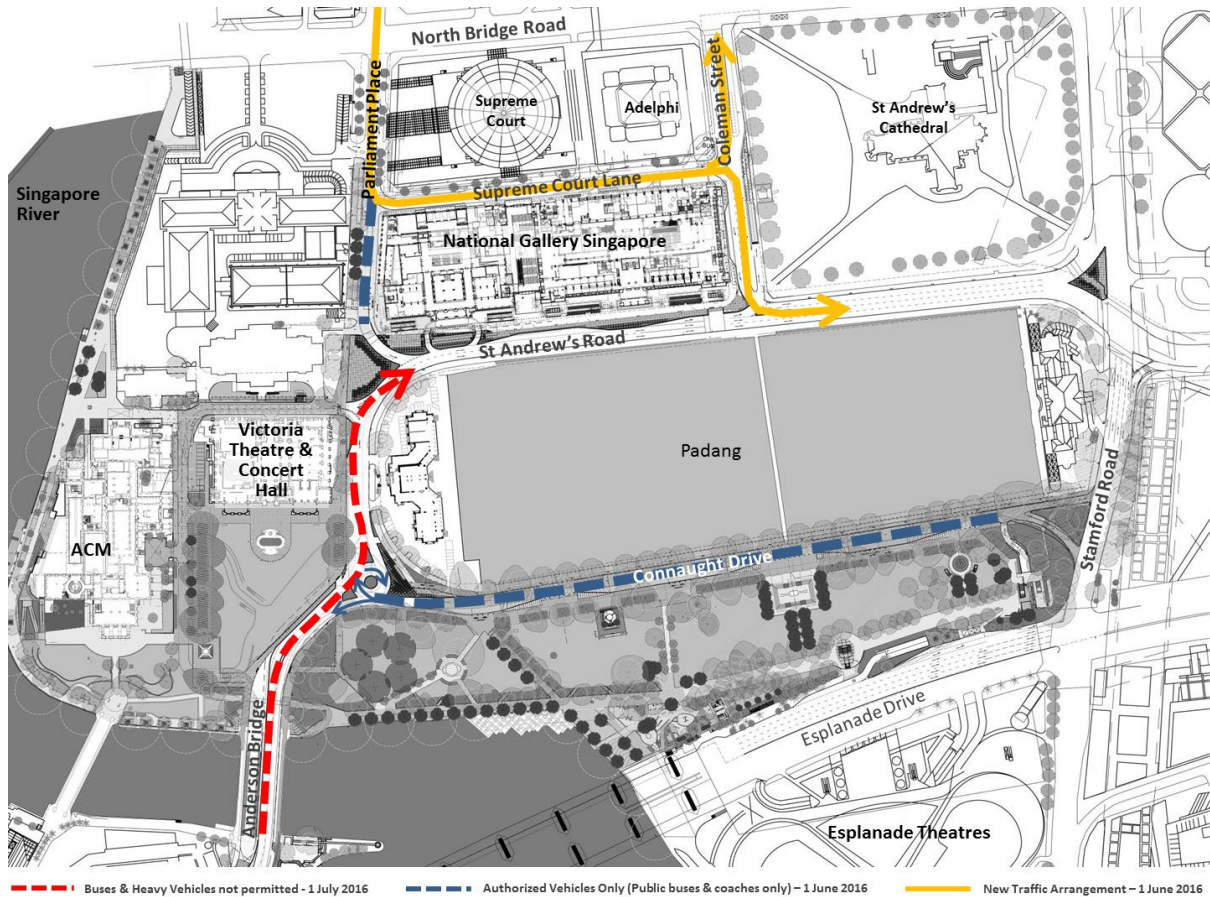 North Bridge Road
Parliament Place
Supreme
Court
Adelphi
Coleman Street
St Andrew's
Cathedral
Singapore
River
Supreme Court Lane
National Gallery Singapore
St Andrew's Road
Victoria
Theatre &
Concert
Hall
Padang
ACM
Connaught Drive
Stamford Road
Anderson Bridge
Esplanade Drive
Esplanade Theatres
Buses & Heavy Vehicles not permitted - 1 July 2016
Authorized Vehicles Only (Public buses & coaches only) – 1 June 2016
New Traffic Arrangement – 1 June 2016